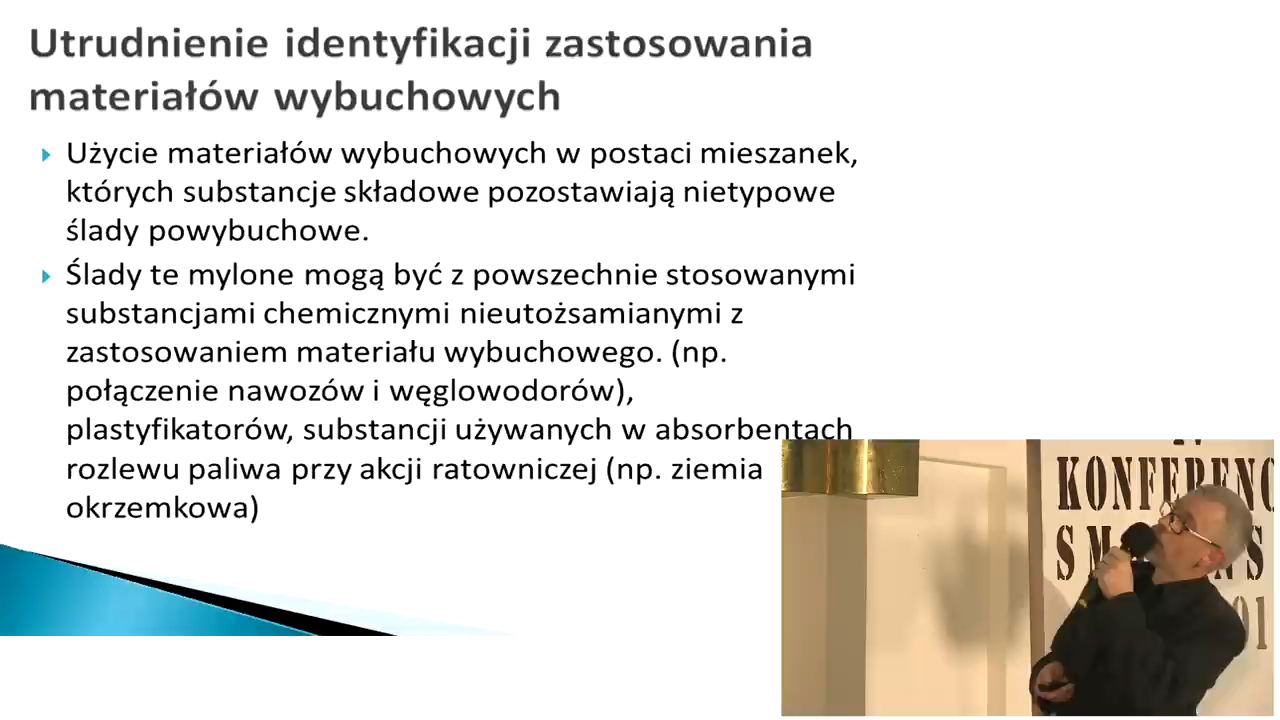 Utrudnienie identyfikacji zastosowania
materiałów wybuchowych
Użycie materiałów wybuchowych w postaci mieszanek,
których substancje składowe pozostawiają nietypowe
ślady powybuchowe.
Ślady te mylone mogą być z powszechnie stosowanymi
substancjami chemicznymi nieutożsamianymi z
zastosowaniem materiału wybuchowego. (np.
połączenie nawozów i węglowodorów),
plastyfikatorów, substancji używanych w absorbentach
rozlewu paliwa przy akcji ratowniczej (np. ziemia
okrzemkowa)
KONFERENC